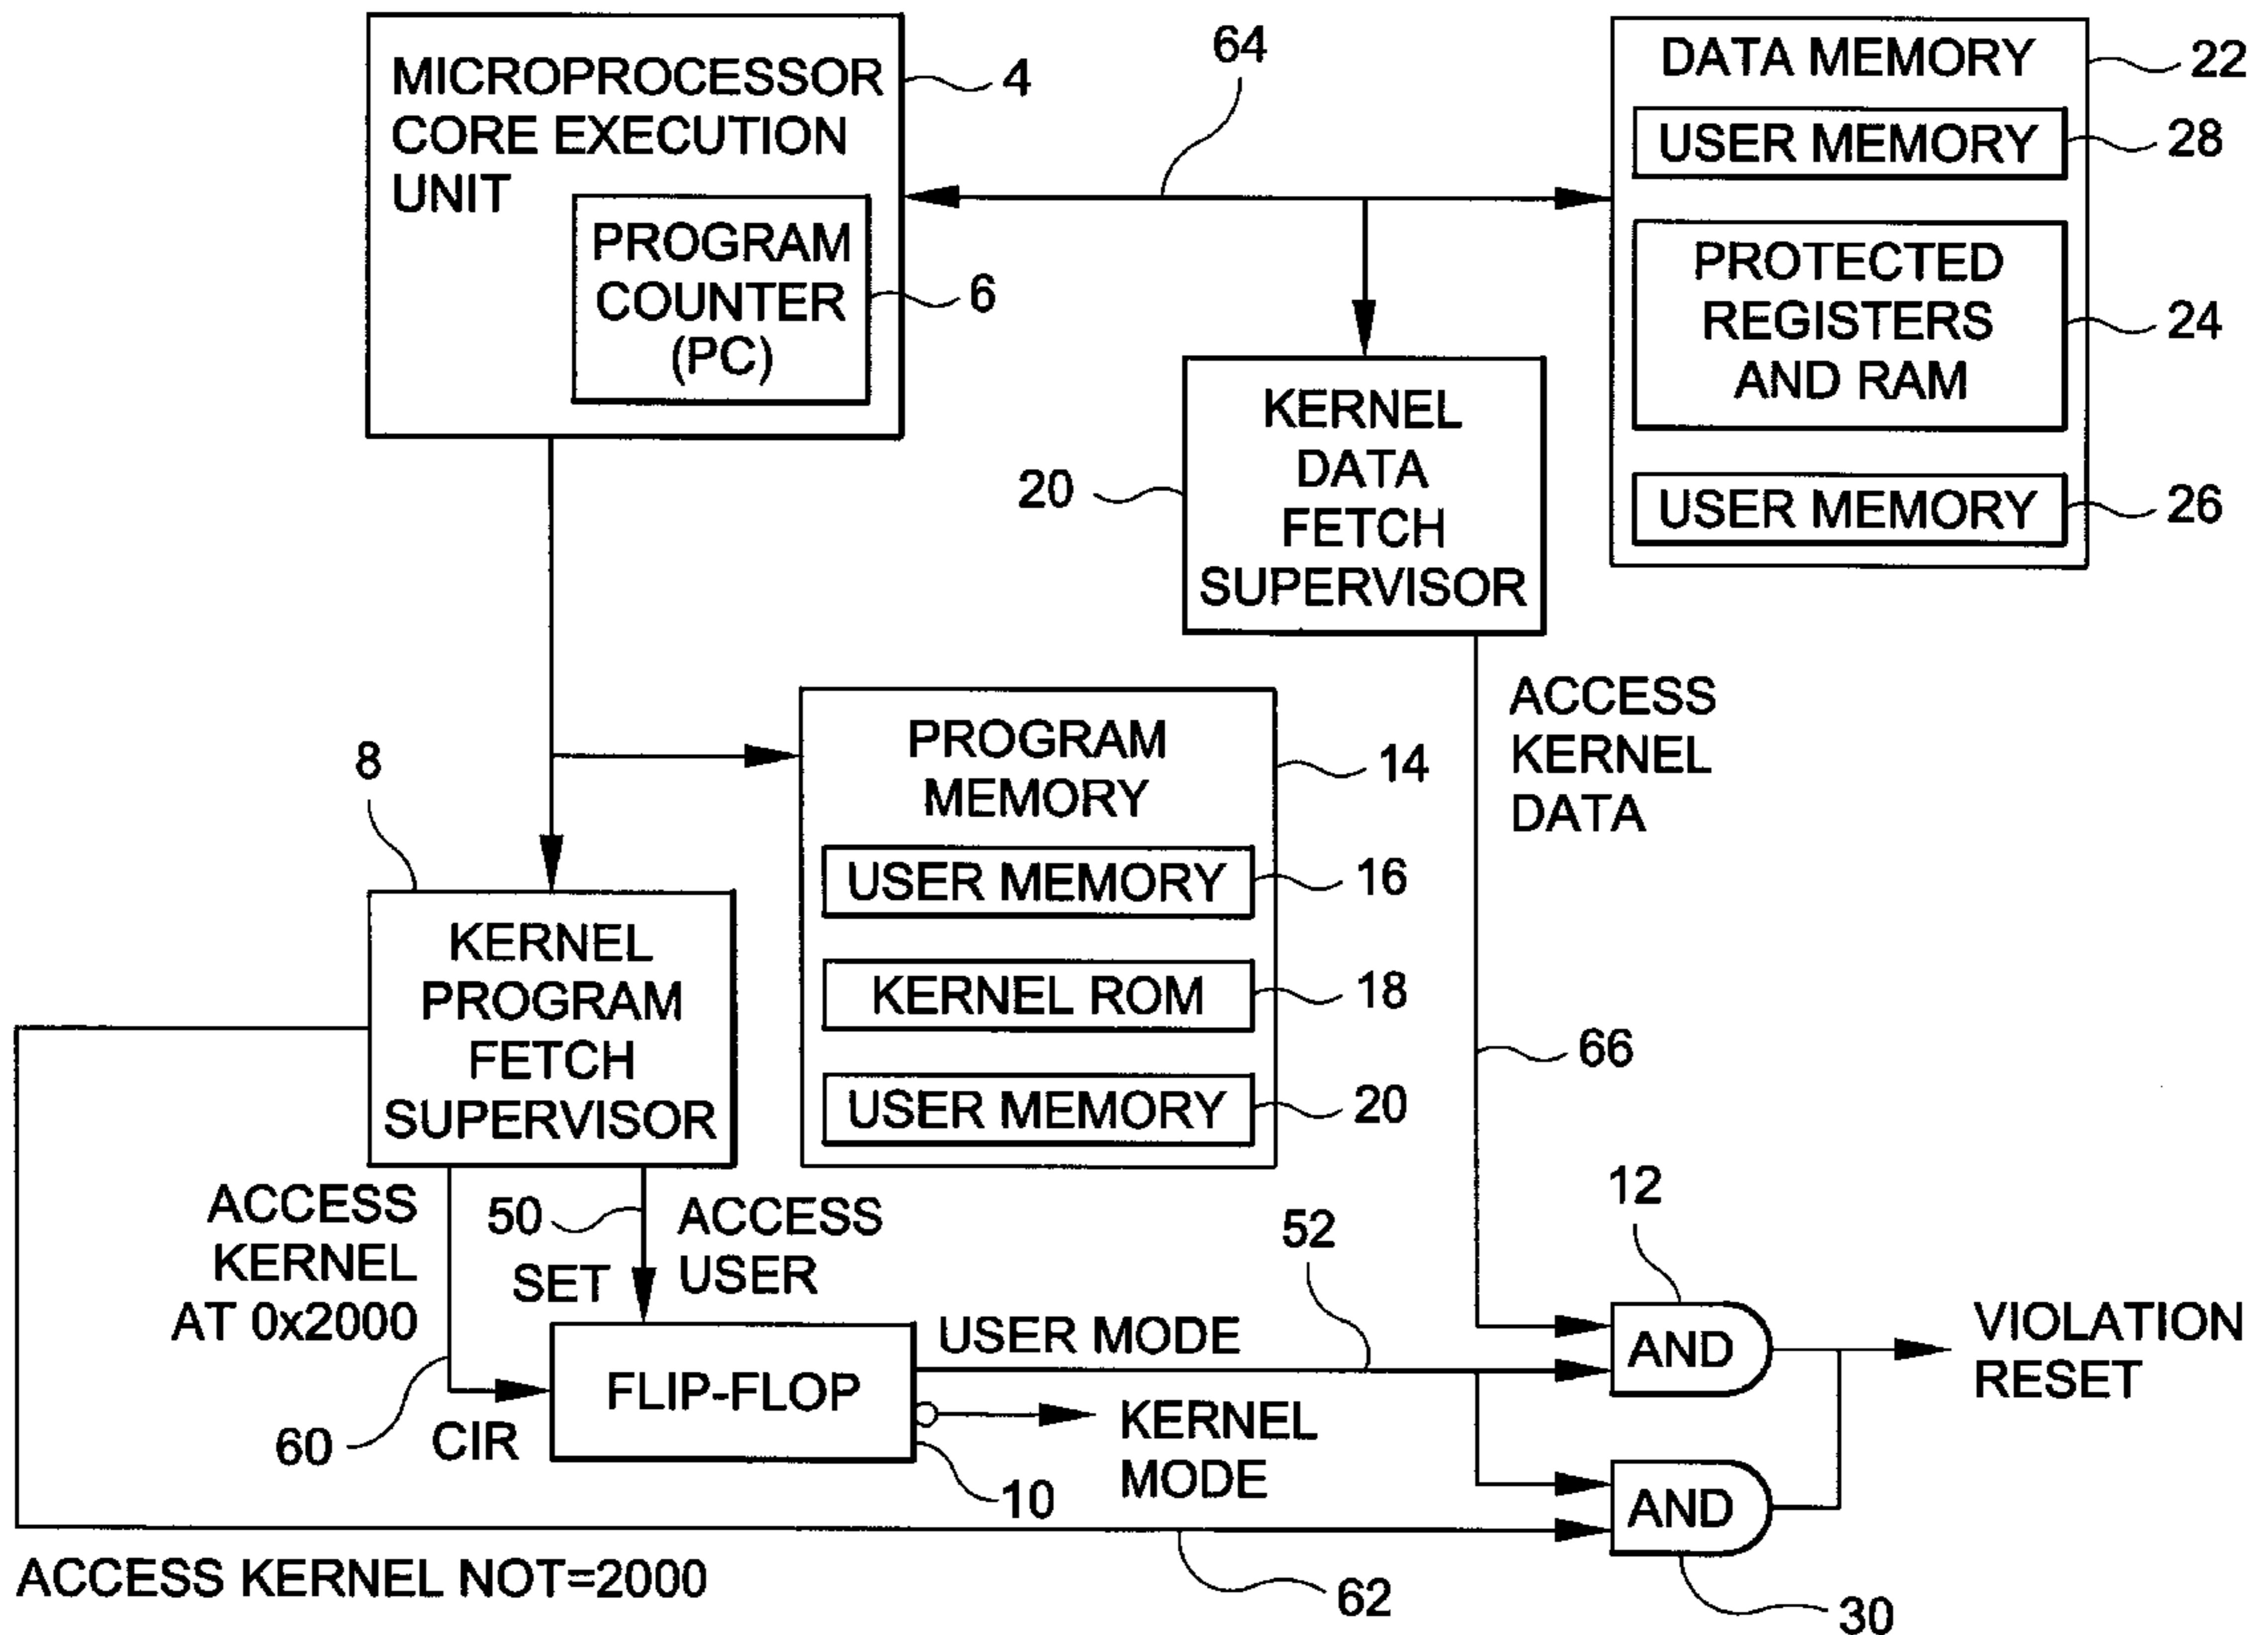 MICROPROCESSOR
CORE EXECUTION
UNIT
4
PROGRAM
COUNTER
(PC)
6
64
DATA MEMORY
22
USER MEMORY
28
PROTECTED
REGISTERS
AND RAM
24
USER MEMORY
26
KERNEL
DATA
FETCH
SUPERVISOR
20
ACCESS
KERNEL
DATA
66
PROGRAM
MEMORY
14
USER MEMORY
16
KERNEL ROM
18
USER MEMORY
20
8
KERNEL
PROGRAM
FETCH
SUPERVISOR
ACCESS
KERNEL
AT 0x2000
60
CIR
50
SET
ACCESS
USER
FLIP-FLOP
10
USER MODE
52
KERNEL
MODE
12
AND
VIOLATION
RESET
AND
30
ACCESS KERNEL NOT=2000
62